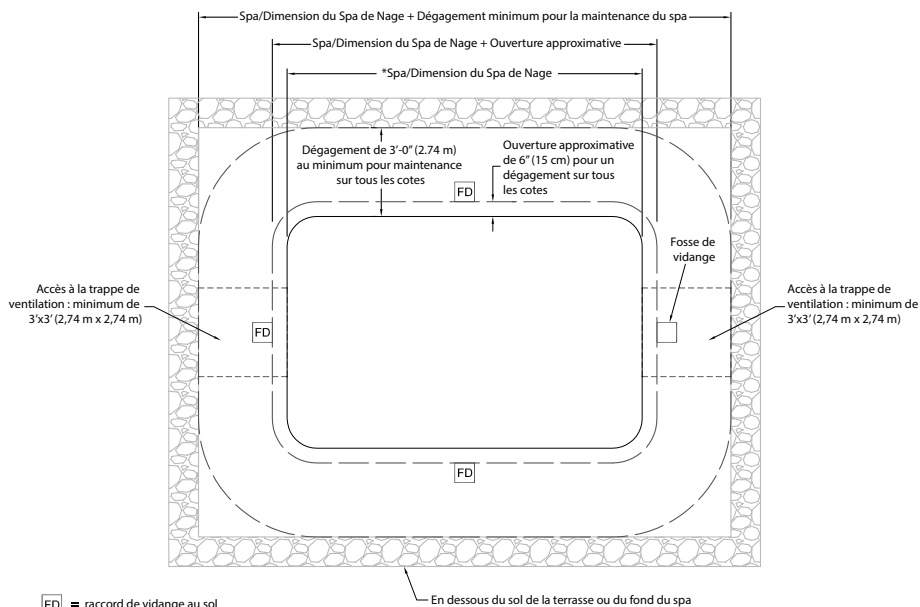 Spa/Dimension du Spa de Nage + Dégagement minimum pour la maintenance du spa
Spa/Dimension du Spa de Nage + Ouverture approximative
*Spa/Dimension du Spa de Nage
Dégagement de 3'-0" (2.74 m)
au minimum pour maintenance
sur tous les cotes
Ouverture approximative
de 6" (15 cm) pour un
dégagement sur tous
les cotes
FD
Fosse de
vidange
Accès à la trappe de
ventilation : minimum de
3'x3' (2,74 m x 2,74 m)
FD
Accès à la trappe de
ventilation : minimum de
3'x3' (2,74 m x 2,74 m)
FD
FD = raccord de vidange au sol
En dessous du sol de la terrasse ou du fond du spa